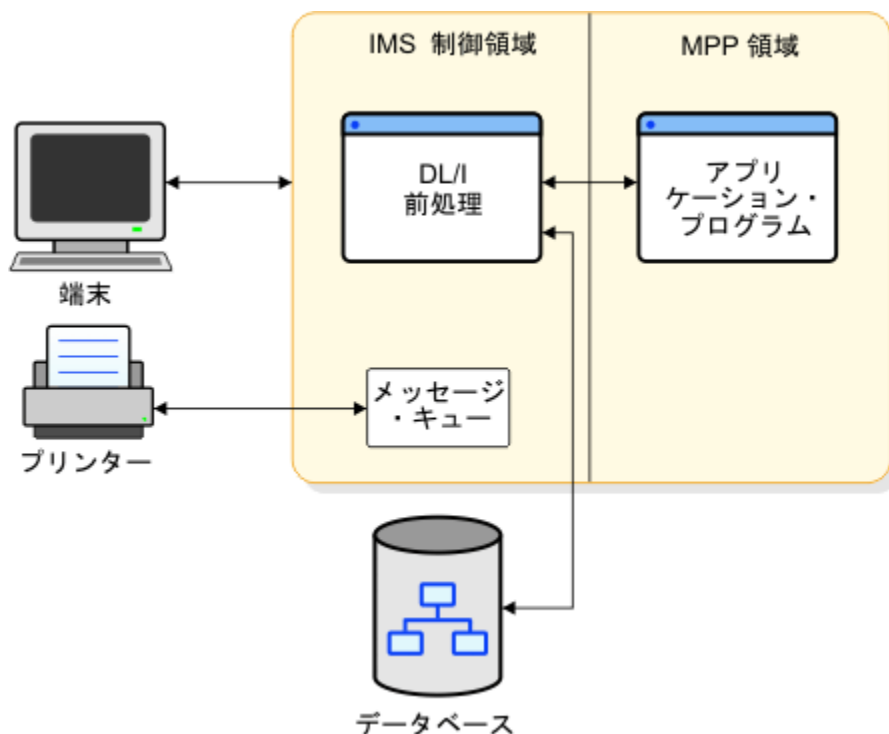 IMS 制御領域
MPP 領域
DL/I
前処理
アプリ
ケーション・
プログラム
端末
メッセージ
・キュー
プリンター
データベース